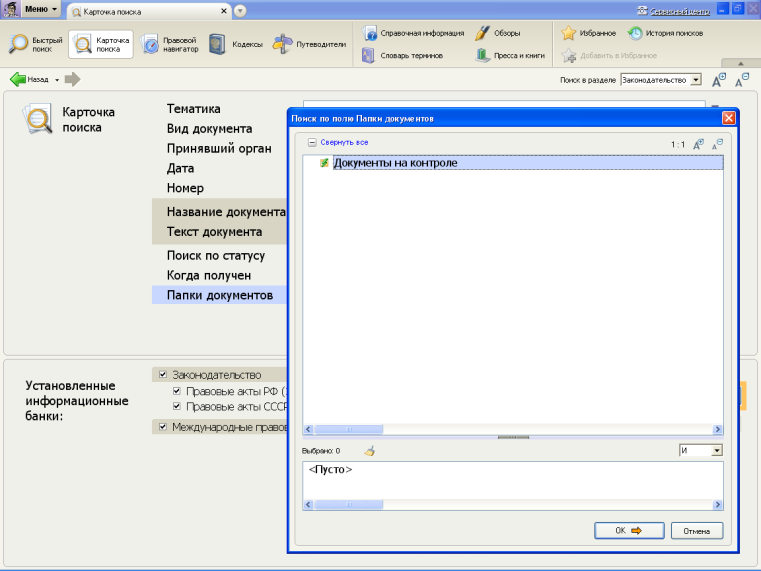 Меню
Карточка поиска
Сервисный центр
Быстрый
поиск
Карточка
поиска
Правовой
навигатор
Кодексы
Путеводители
Справочная информация
Словарь терминов
Обзоры
Пресса и книги
Избранное
История поисков
Добавить в Избранное
Назад
Поиск в разделе Законодательство
Карточка
поиска
Тематика
Вид документа
Принявший орган
Дата
Номер
Название документа
Текст документа
Поиск по статусу
Когда получен
Папки документов
Установленные
информационные
банки:
Законодательство
Правовые акты РФ (
Правовые акты СССР
Международные право
Поиск по полю Папки документов
Свернуть все
1:1
Документы на контроле
Выбрано: 0
И
<Пусто>
ОК
Отмена